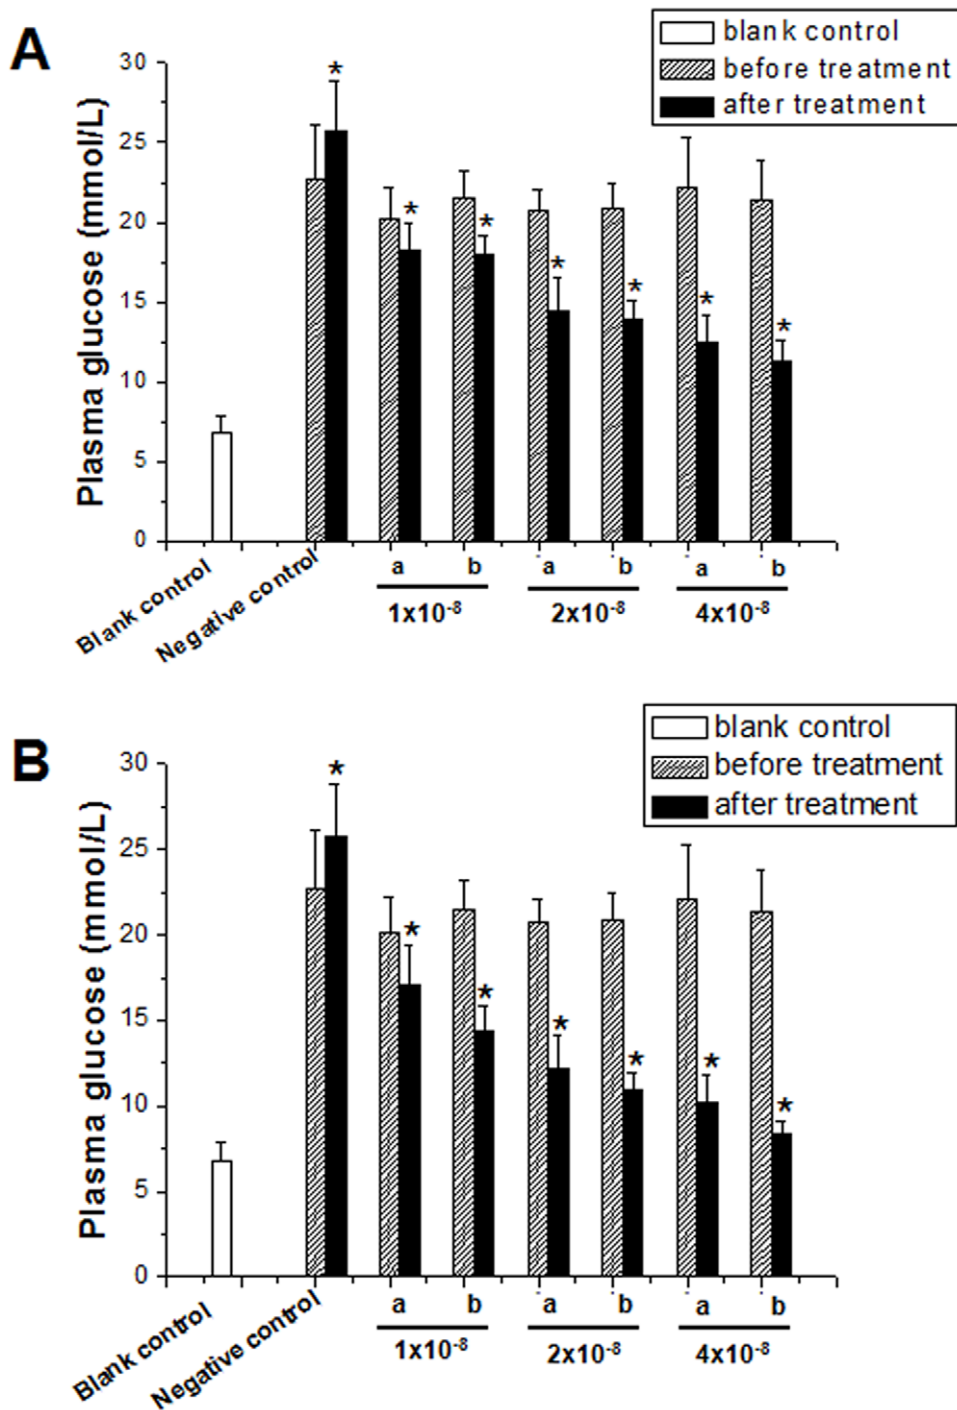 A
blank control
before treatment
after treatment
Plasma glucose (mmol/L)
30
25
20
15
10
5
0
* * * * * * *
Blank control
Negative control
a b a b a b
1x10⁻⁸ 2x10⁻⁸ 4x10⁻⁸
B
blank control
before treatment
after treatment
Plasma glucose (mmol/L)
30
25
20
15
10
5
0
* * * * * * *
Blank control
Negative control
a b a b a b
1x10⁻⁸ 2x10⁻⁸ 4x10⁻⁸